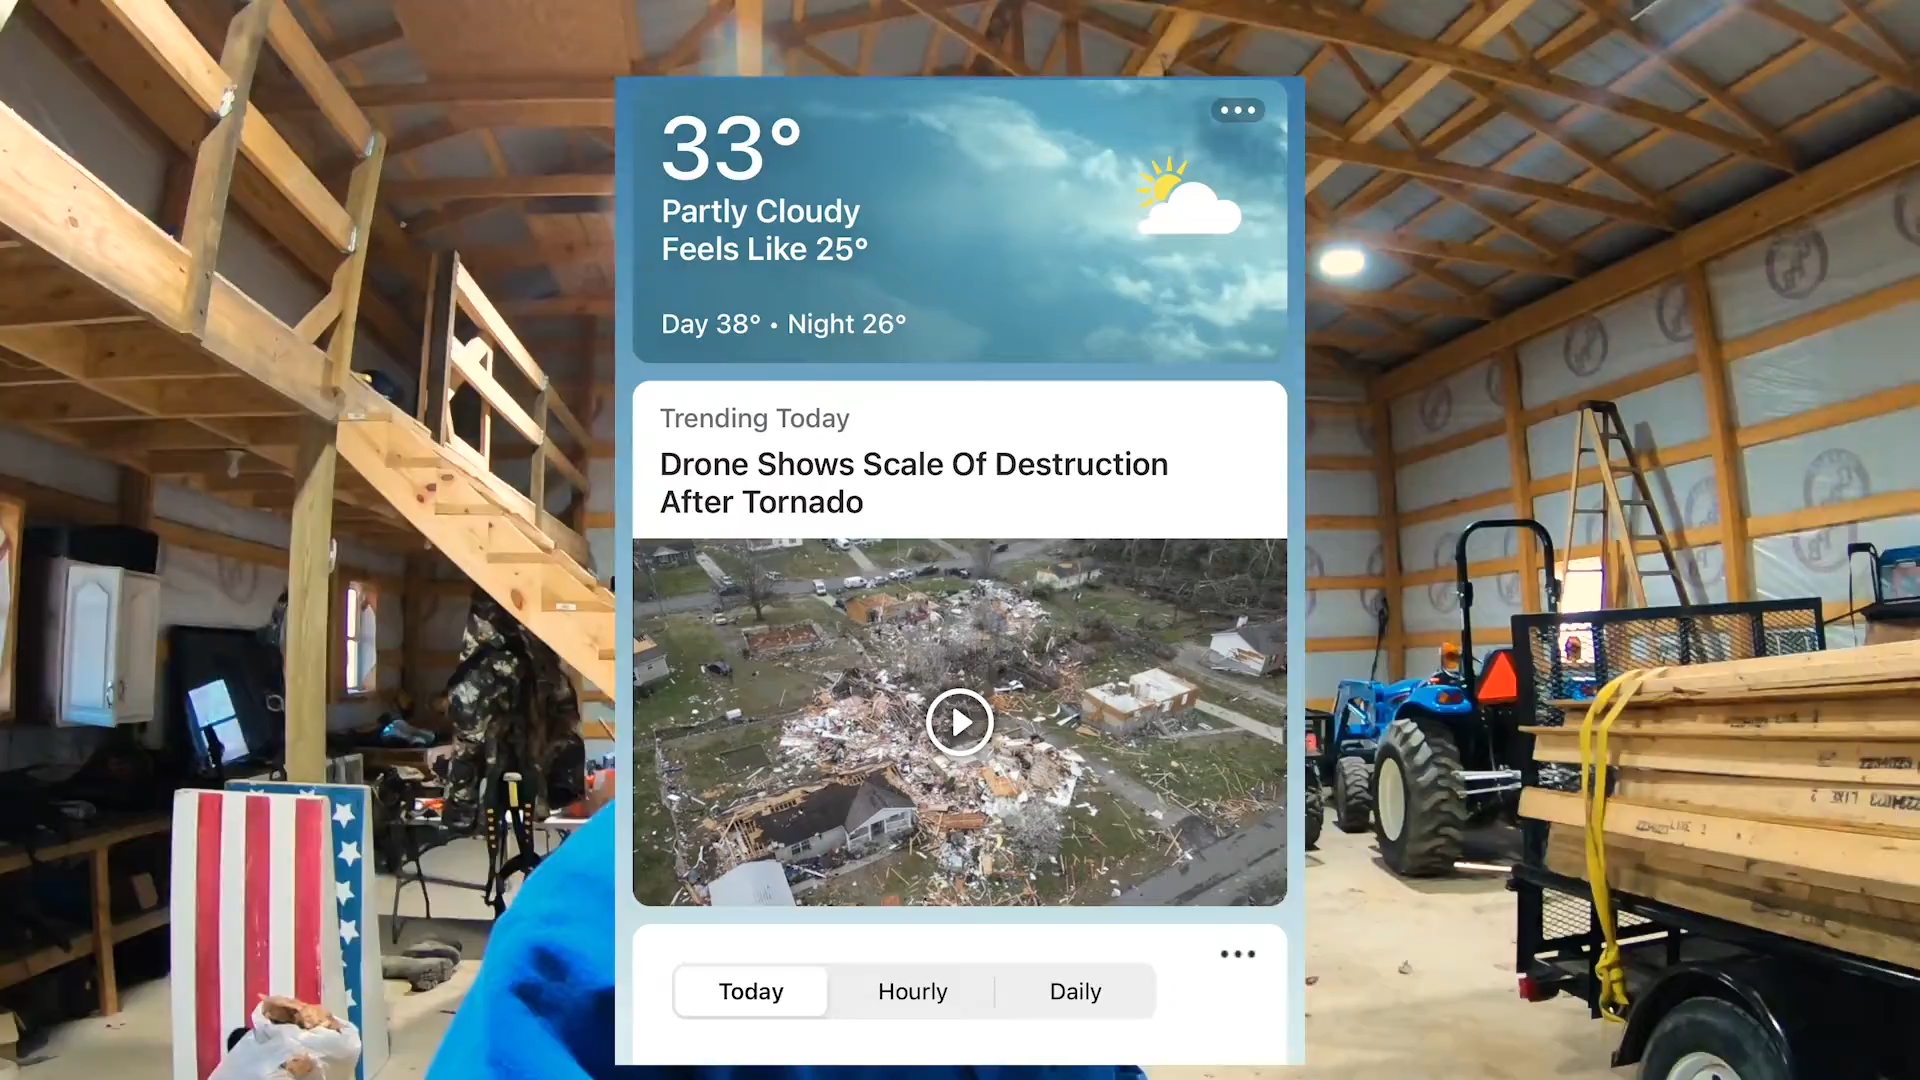 33°
Partly Cloudy
Feels Like 25°
Day 38° • Night 26°
Trending Today
Drone Shows Scale Of Destruction
After Tornado
Today
Hourly
Daily